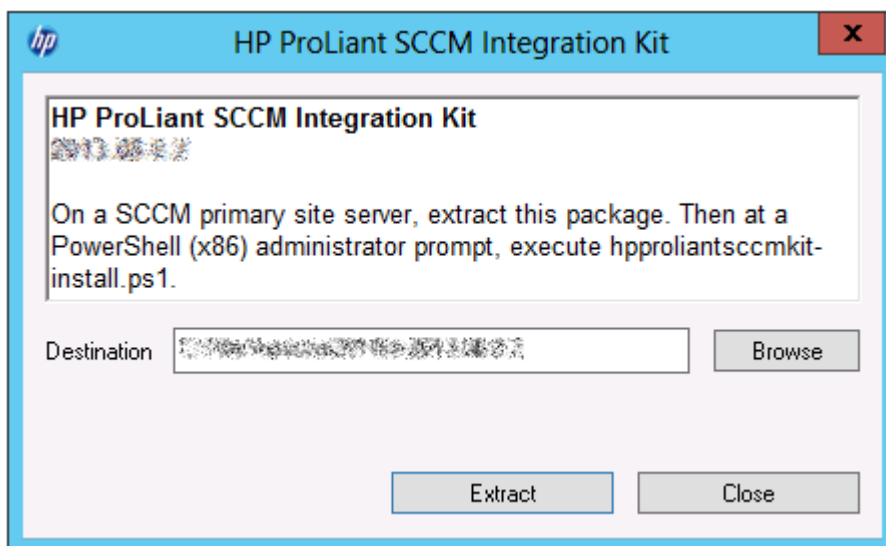 hp
HP ProLiant SCCM Integration Kit
x
HP ProLiant SCCM Integration Kit
On a SCCM primary site server, extract this package. Then at a
PowerShell (x86) administrator prompt, execute hpproliantsccmkit-
install.ps1.
Destination
Browse
Extract
Close